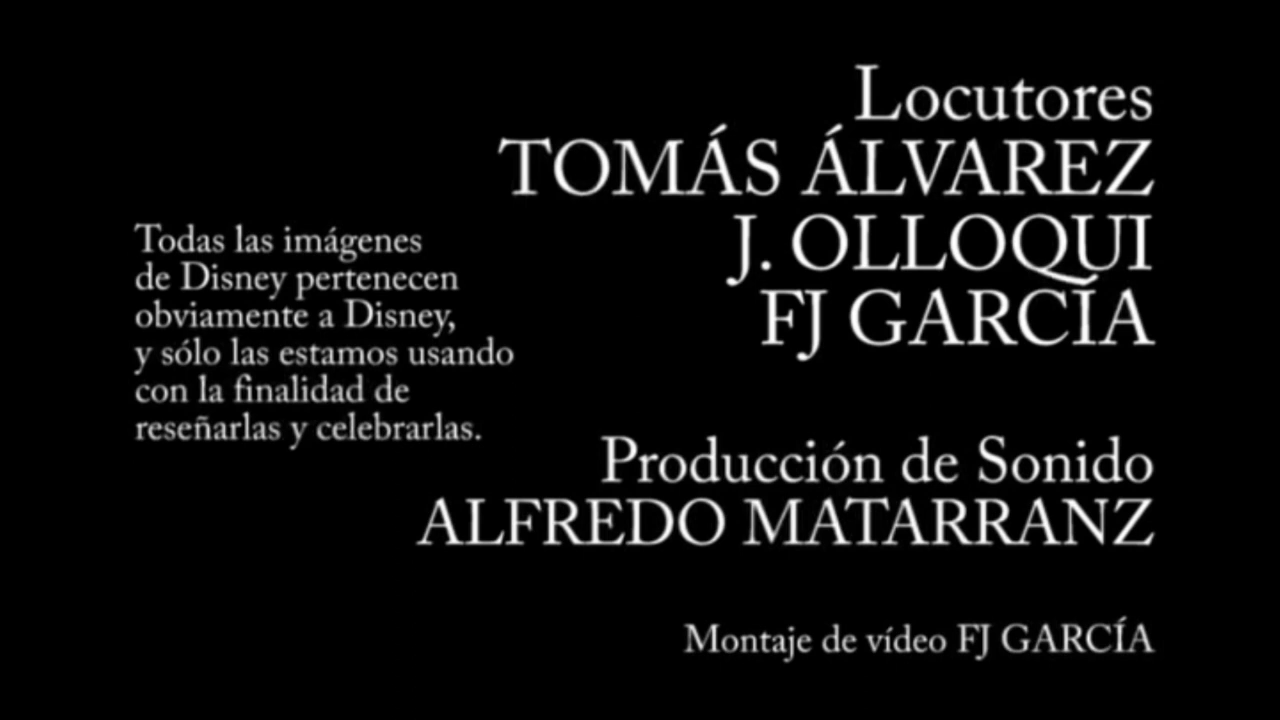 Locutores
TOMÁS ÁLVAREZ
J. OLLOQUI
FJ GARCÍA
Todas las imágenes
de Disney pertenecen
obviamente a Disney,
y sólo las estamos usando
con la finalidad de
reseñarlas y celebrarlas.
Producción de Sonido
ALFREDO MATARRANZ
Montaje de vídeo FJ GARCÍA